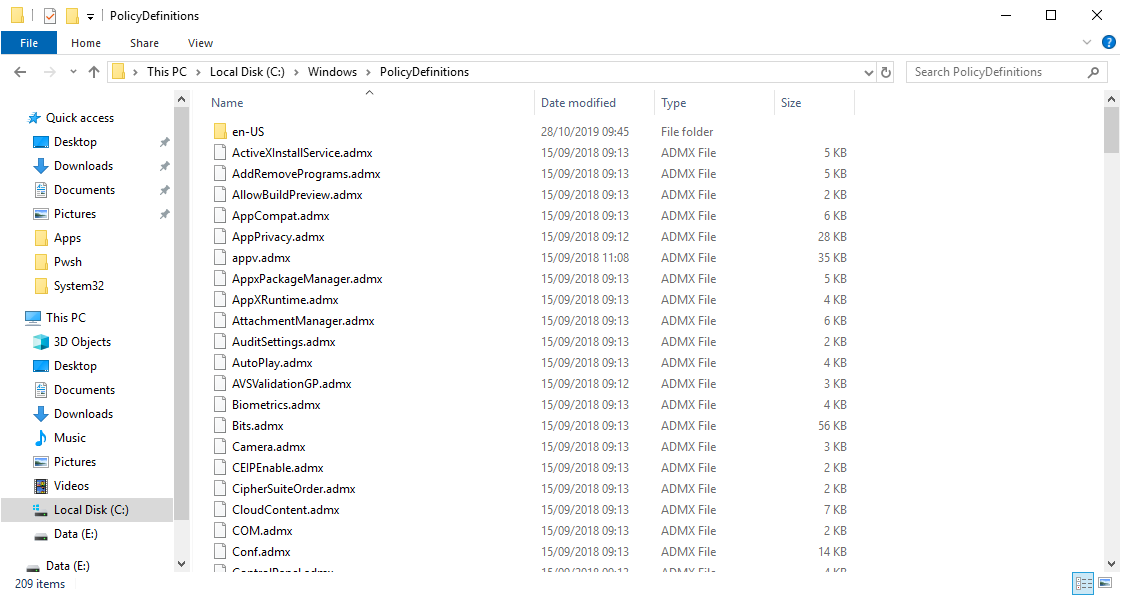 PolicyDefinitions
File Home Share View
This PC Local Disk (C:) Windows PolicyDefinitions Search PolicyDefinitions
Name Date modified Type Size
Quick access
Desktop
Downloads
Documents
Pictures
Apps
Pwsh
System32
This PC
3D Objects
Desktop
Documents
Downloads
Music
Pictures
Videos
Local Disk (C:)
Data (E:)
Data (E:)
en-US 28/10/2019 09:45 File folder
ActiveXInstallService.admx 15/09/2018 09:13 ADMX File 5 KB
AddRemovePrograms.admx 15/09/2018 09:13 ADMX File 5 KB
AllowBuildPreview.admx 15/09/2018 09:13 ADMX File 2 KB
AppCompat.admx 15/09/2018 09:13 ADMX File 6 KB
AppPrivacy.admx 15/09/2018 09:12 ADMX File 28 KB
appv.admx 15/09/2018 11:08 ADMX File 35 KB
AppxPackageManager.admx 15/09/2018 09:13 ADMX File 5 KB
AppXRuntime.admx 15/09/2018 09:13 ADMX File 4 KB
AttachmentManager.admx 15/09/2018 09:13 ADMX File 6 KB
AuditSettings.admx 15/09/2018 09:13 ADMX File 2 KB
AutoPlay.admx 15/09/2018 09:13 ADMX File 4 KB
AVSValidationGP.admx 15/09/2018 09:12 ADMX File 3 KB
Biometrics.admx 15/09/2018 09:13 ADMX File 4 KB
Bits.admx 15/09/2018 09:13 ADMX File 56 KB
Camera.admx 15/09/2018 09:13 ADMX File 3 KB
CEIPEnable.admx 15/09/2018 09:13 ADMX File 2 KB
CipherSuiteOrder.admx 15/09/2018 09:13 ADMX File 2 KB
CloudContent.admx 15/09/2018 09:13 ADMX File 7 KB
COM.admx 15/09/2018 09:13 ADMX File 2 KB
Conf.admx 15/09/2018 09:13 ADMX File 14 KB
209 items